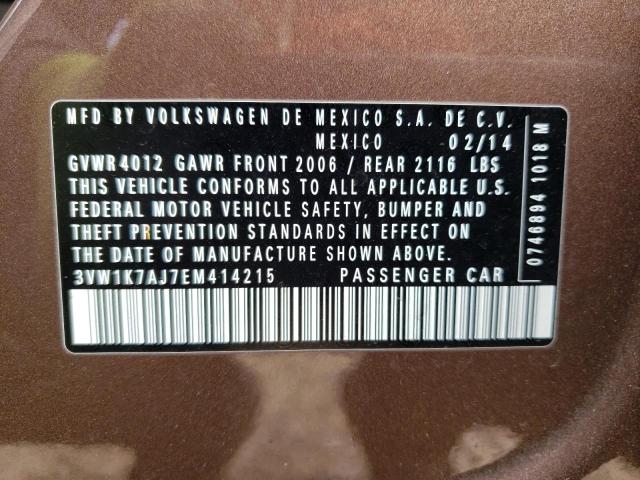 MFD BY VOLKSWAGEN DE MEXICO S.A. DE C.V.
MEXICO 02/14
GVWR 4012 GAWR FRONT 2006 / REAR 2116 LBS
THIS VEHICLE CONFORMS TO ALL APPLICABLE U.S.
FEDERAL MOTOR VEHICLE SAFETY, BUMPER AND
THEFT PREVENTION STANDARDS IN EFFECT ON
THE DATE OF MANUFACTURE SHOWN ABOVE.
3VW1K7AJ7EM414215 PASSENGER CAR
0746894 1018 M